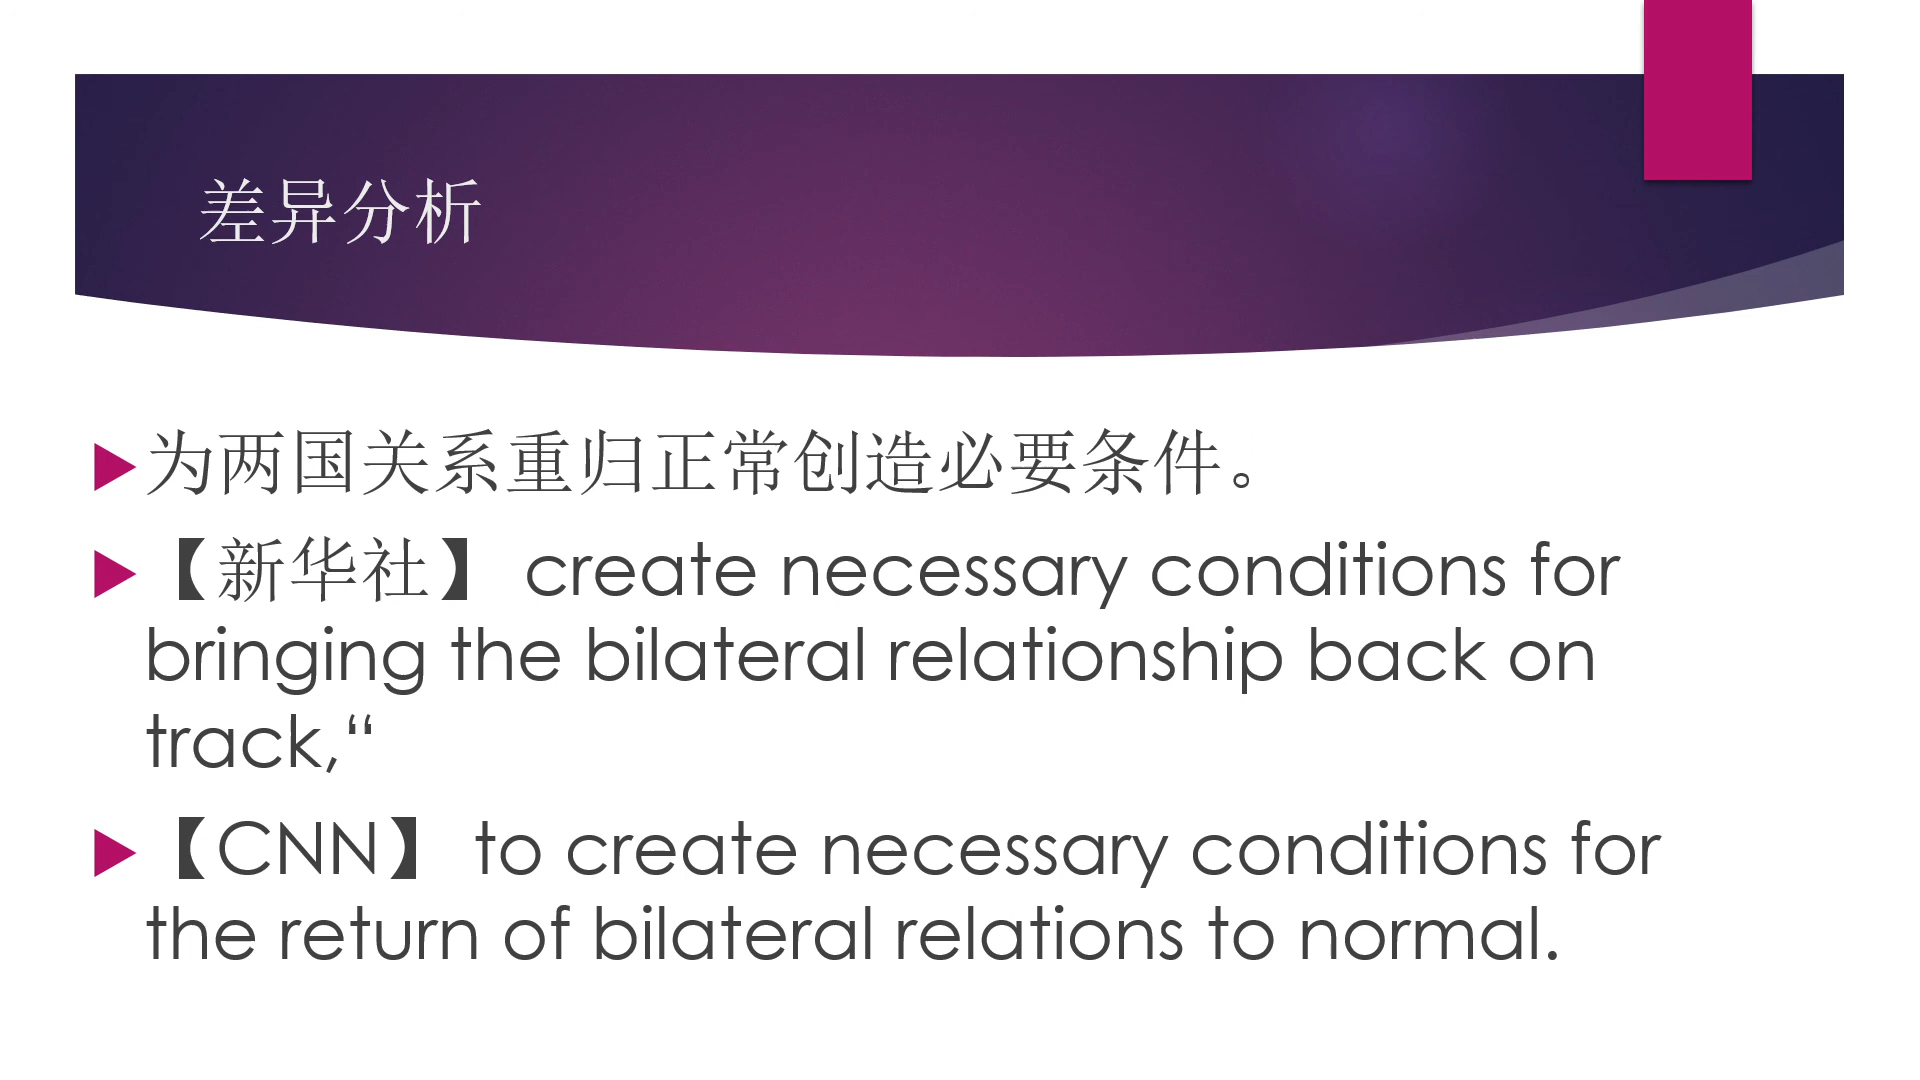 差异分析
为两国关系重归正常创造必要条件。
【新华社】 create necessary conditions for
bringing the bilateral relationship back on
track,“
【CNN】 to create necessary conditions for
the return of bilateral relations to normal.